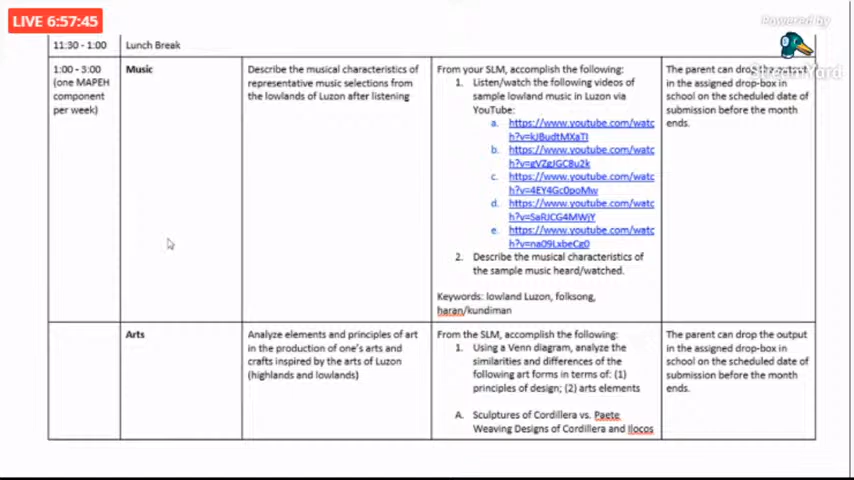 LIVE 6:57:45
Powered by
StreamYard
11:30 - 1:00
Lunch Break
1:00 - 3:00
(one MAPEH
component
per week)
Music
Describe the musical characteristics of
representative music selections from
the lowlands of Luzon after listening
From your SLM, accomplish the following:
1. Listen/watch the following videos of
sample lowland music in Luzon via
YouTube:
a. https://www.youtube.com/watc
h?v=kJBudtMXaTI
b. https://www.youtube.com/watc
h?v=gVZgJGC8u2k
c. https://www.youtube.com/watc
h?v=4EY4Gc0poMw
d. https://www.youtube.com/watc
h?v=SaRJCG4MWjY
e. https://www.youtube.com/watc
h?v=na09LxbeCg0
2. Describe the musical characteristics of
the sample music heard/watched.
Keywords: lowland Luzon, folksong,
haran/kundiman
The parent can drop the output
in the assigned drop-box in
school on the scheduled date of
submission before the month
ends.
Arts
Analyze elements and principles of art
in the production of one's arts and
crafts inspired by the arts of Luzon
(highlands and lowlands)
From the SLM, accomplish the following:
1. Using a Venn diagram, analyze the
similarities and differences of the
following art forms in terms of: (1)
principles of design; (2) arts elements
A. Sculptures of Cordillera vs. Paete
Weaving Designs of Cordillera and Ilocos
The parent can drop the output
in the assigned drop-box in
school on the scheduled date of
submission before the month
ends.